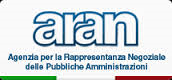 aran
Agenzia per la Rappresentanza Negoziale
delle Pubbliche Amministrazioni